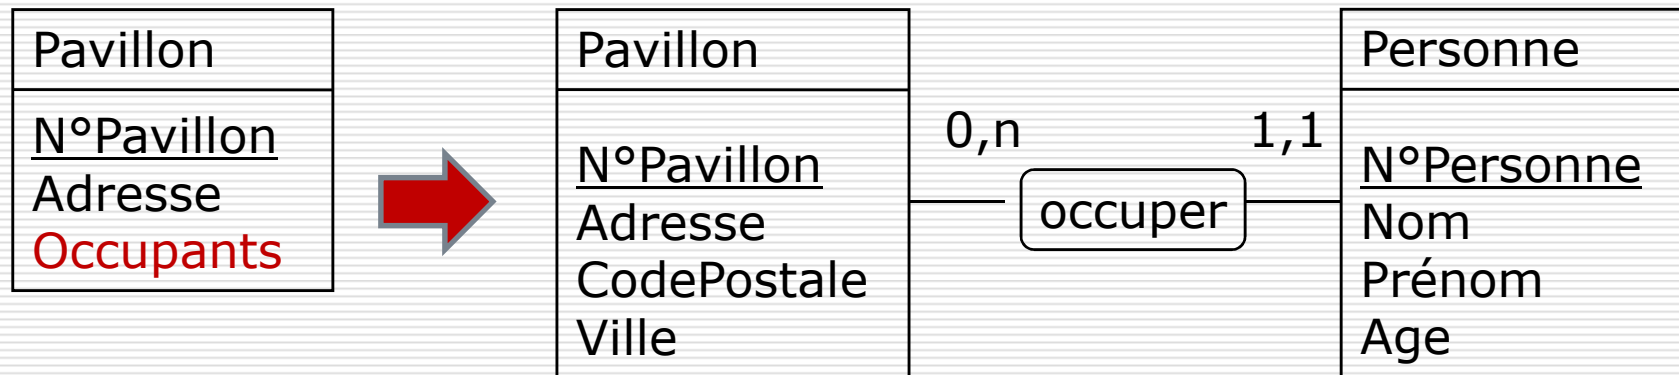 Pavillon
N°Pavillon
Adresse
Occupants
Pavillon
N°Pavillon
Adresse
CodePostale
Ville
0,n
occuper
1,1
Personne
N°Personne
Nom
Prénom
Age